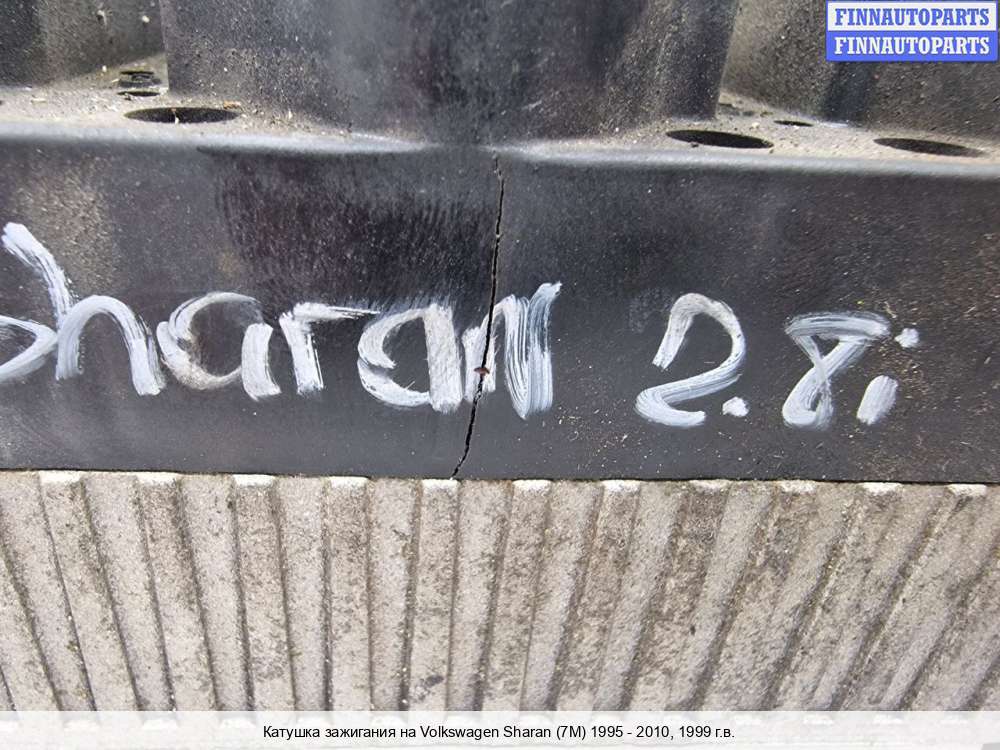 FINNAUTOPARTS
FINNAUTOPARTS
Sharan 2.8i
Катушка зажигания на Volkswagen Sharan (7M) 1995 - 2010, 1999 г.в.